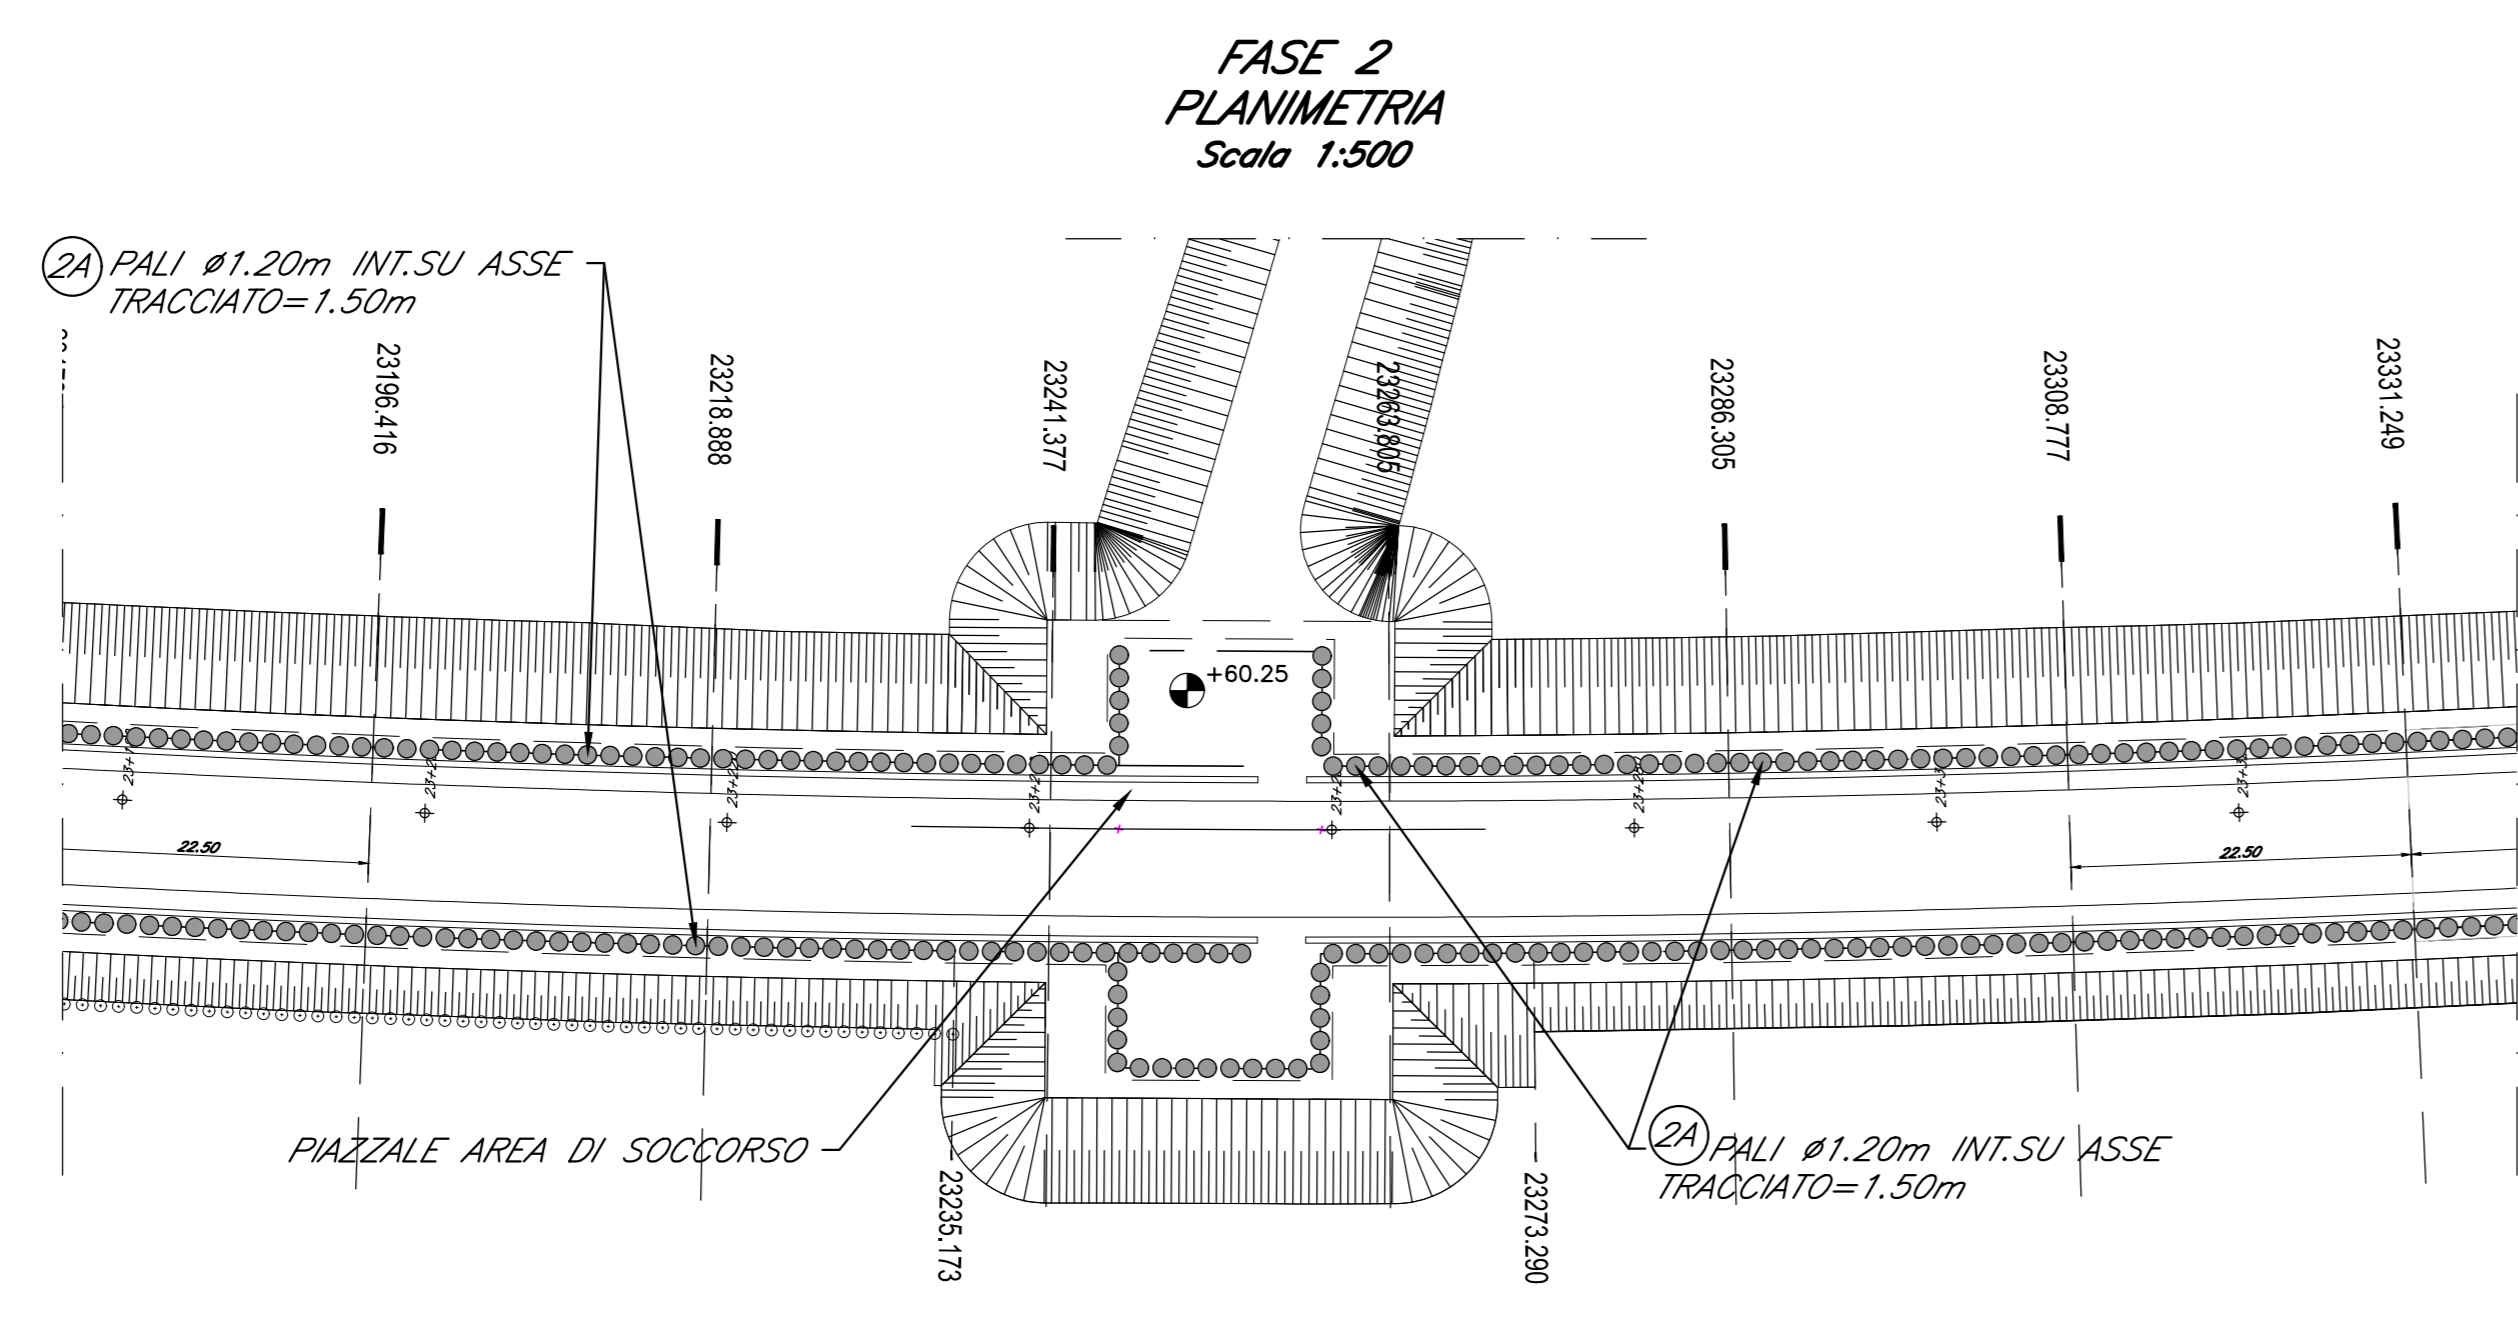 FASE 2
PLANIMETRIA
Scala 1:500
2A PALI ø1.20m INT.SU ASSE
TRACCIATO=1.50m
23196.416
23218.888
23241.377
23263.805
23286.305
23308.777
23331.249
+60.25
22.50
22.50
PIAZZALE AREA DI SOCCORSO
2A PALI ø1.20m INT.SU ASSE
TRACCIATO=1.50m
23235.173
23273.290